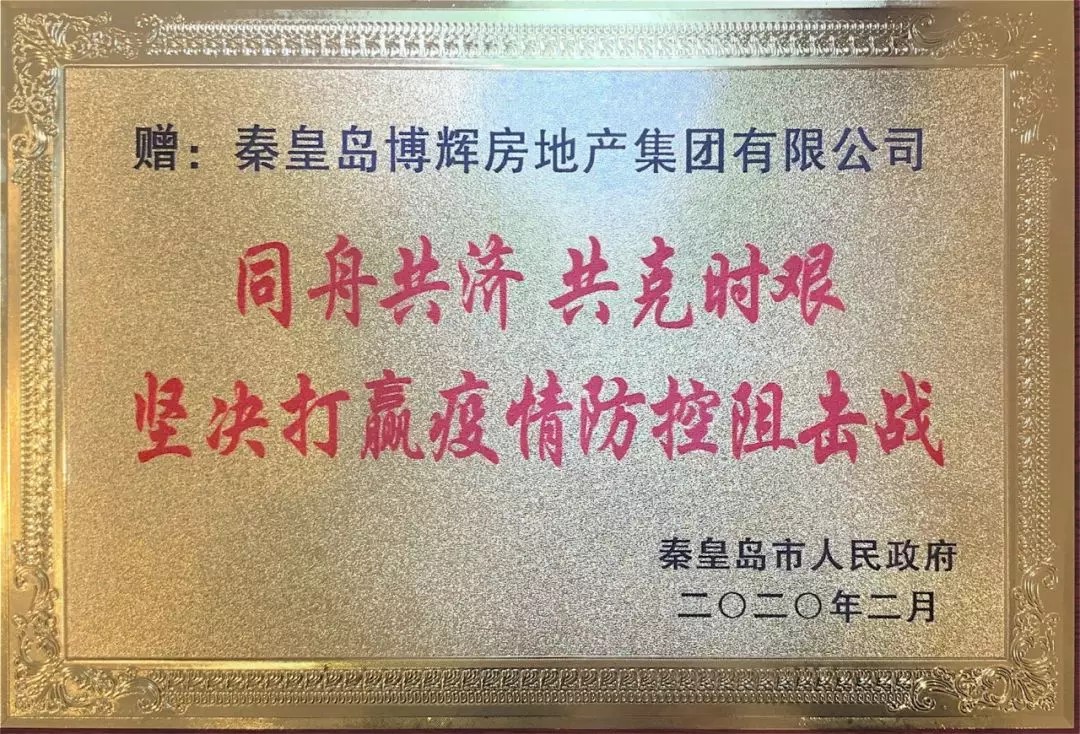 赠：秦皇岛博辉房地产集团有限公司
同舟共济 共克时艰
坚决打赢疫情防控阻击战
秦皇岛市人民政府
二〇二〇年二月